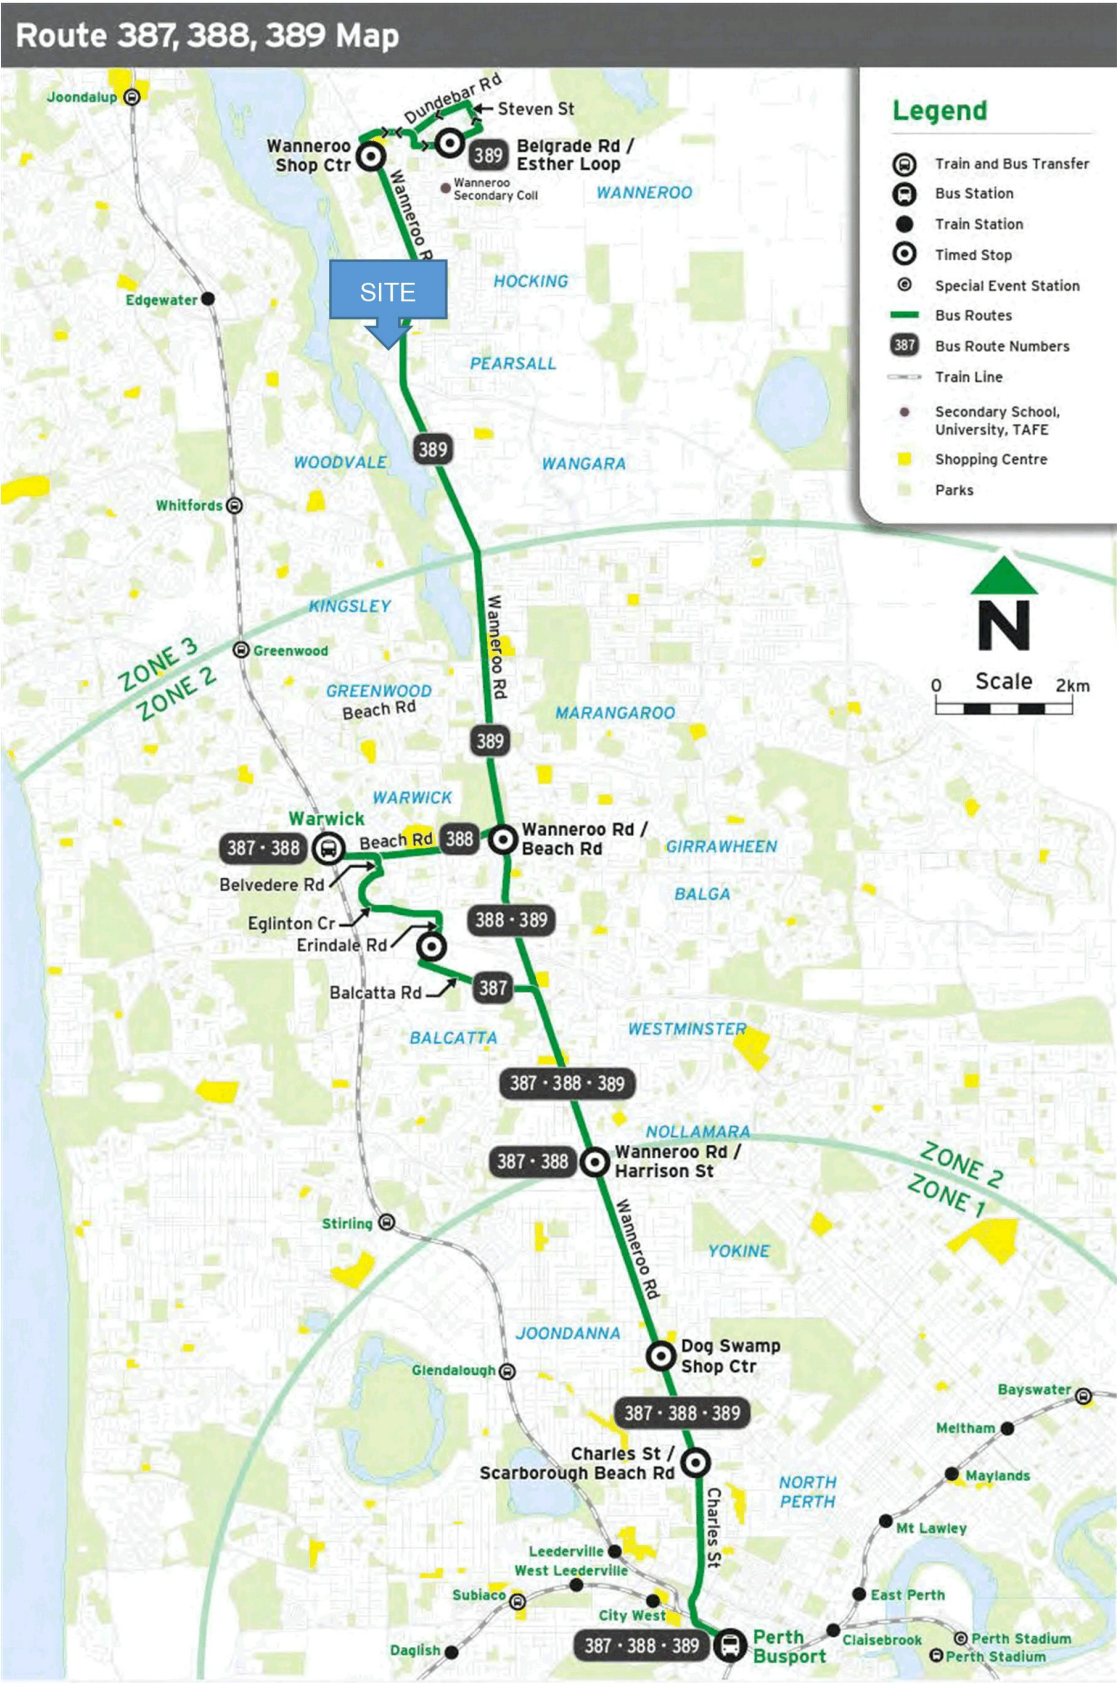 Route 387, 388, 389 Map
Joondalup
Dundebar Rd
Steven St
Wanneroo
Shop Ctr
389
Belgrade Rd /
Esther Loop
Wanneroo
Secondary Coll
WANNEROO
Wanneroo R
SITE
HOCKING
Edgewater
PEARSALL
389
WOODVALE
WANGARA
Whitfords
KINGSLEY
Wanneroo Rd
ZONE 3
ZONE 2
Greenwood
GREENWOOD
Beach Rd
MARANGAROO
389
WARWICK
Warwick
387 · 388
Beach Rd
388
Wanneroo Rd /
Beach Rd
GIRRAWHEEN
Belvedere Rd
BALGA
Eglinton Cr
388 · 389
Erindale Rd
Balcatta Rd
387
BALCATTA
WESTMINSTER
387 · 388 · 389
NOLLAMARA
387 · 388
Wanneroo Rd /
Harrison St
ZONE 2
ZONE 1
Stirling
Wanneroo Rd
YOKINE
JOONDANNA
Dog Swamp
Shop Ctr
Glendalough
387 · 388 · 389
Bayswater
Meltham
Charles St /
Scarborough Beach Rd
Maylands
NORTH
PERTH
Charles St
Mt Lawley
Leederville
West Leederville
Subiaco
City West
East Perth
Daglish
387 · 388 · 389
Perth
Busport
Claisebrook
Perth Stadium
Perth Stadium
Legend
Train and Bus Transfer
Bus Station
Train Station
Timed Stop
Special Event Station
Bus Routes
387
Bus Route Numbers
Train Line
Secondary School,
University, TAFE
Shopping Centre
Parks
N
Scale
0
2km